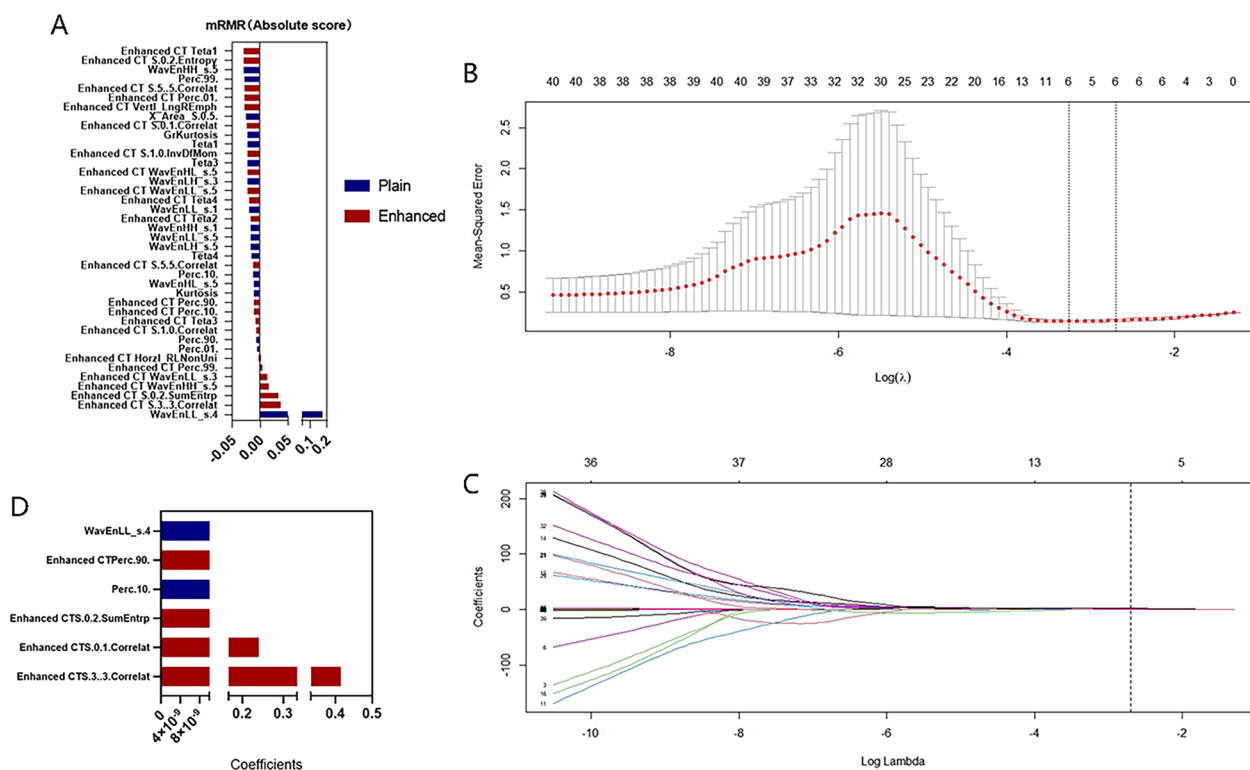 A
mRMR(Absolute score)
Enhanced CT Teta1
Enhanced CT S.0.2.Entropy
WavEnHH_s.5
Perc.99.
Enhanced CT S.5..5.Correlat
Enhanced CT Perc.01.
Enhanced CT Vertl_LngREmph
X_Area_S.0.5.
Enhanced CT S.0.1.Correlat
GrKurtosis
Teta1
Enhanced CT S.1.0.InvDfMom
Teta3
Enhanced CT WavEnHL_s.5
WavEnLH_s.3
Enhanced CT WavEnLL_s.5
Enhanced CT Teta4
WavEnLL_s.1
Enhanced CT Teta2
WavEnHH_s.1
WavEnLL_s.5
WavEnLH_s.5
Teta4
Enhanced CT S.5.5.Correlat
Perc.10.
WavEnHL_s.5
Kurtosis
Enhanced CT Perc.90.
Enhanced CT Perc.10.
Enhanced CT Teta3
Enhanced CT S.1.0.Correlat
Perc.90.
Perc.01.
Enhanced CT Horzl_RLNonUni
Enhanced CT Perc.99.
Enhanced CT WavEnLL_s.3
Enhanced CT WavEnHH_s.5
Enhanced CT S.0.2.SumEntrp
Enhanced CT S.3..3.Correlat
WavEnLL_s.4
-0.05 0.00 0.05 0.1 0.2
Plain
Enhanced
B
40 40 38 38 38 38 39 40 40 39 37 33 32 32 30 25 23 22 20 16 13 11 6 5 6 6 6 4 3 0
Mean-Squared Error
2.5
2.0
1.5
1.0
0.5
-8 -6 -4 -2
Log(λ)
C
36 37 28 13 5
Coefficients
200
100
0
-100
32
14
6
3
16
11
-10 -8 -6 -4 -2
Log Lambda
D
WavEnLL_s.4
Enhanced CTPerc.90.
Perc.10.
Enhanced CTS.0.2.SumEntrp
Enhanced CTS.0.1.Correlat
Enhanced CTS.3..3.Correlat
0 4×10⁻⁹ 8×10⁻⁹ 0.2 0.3 0.4 0.5
Coefficients